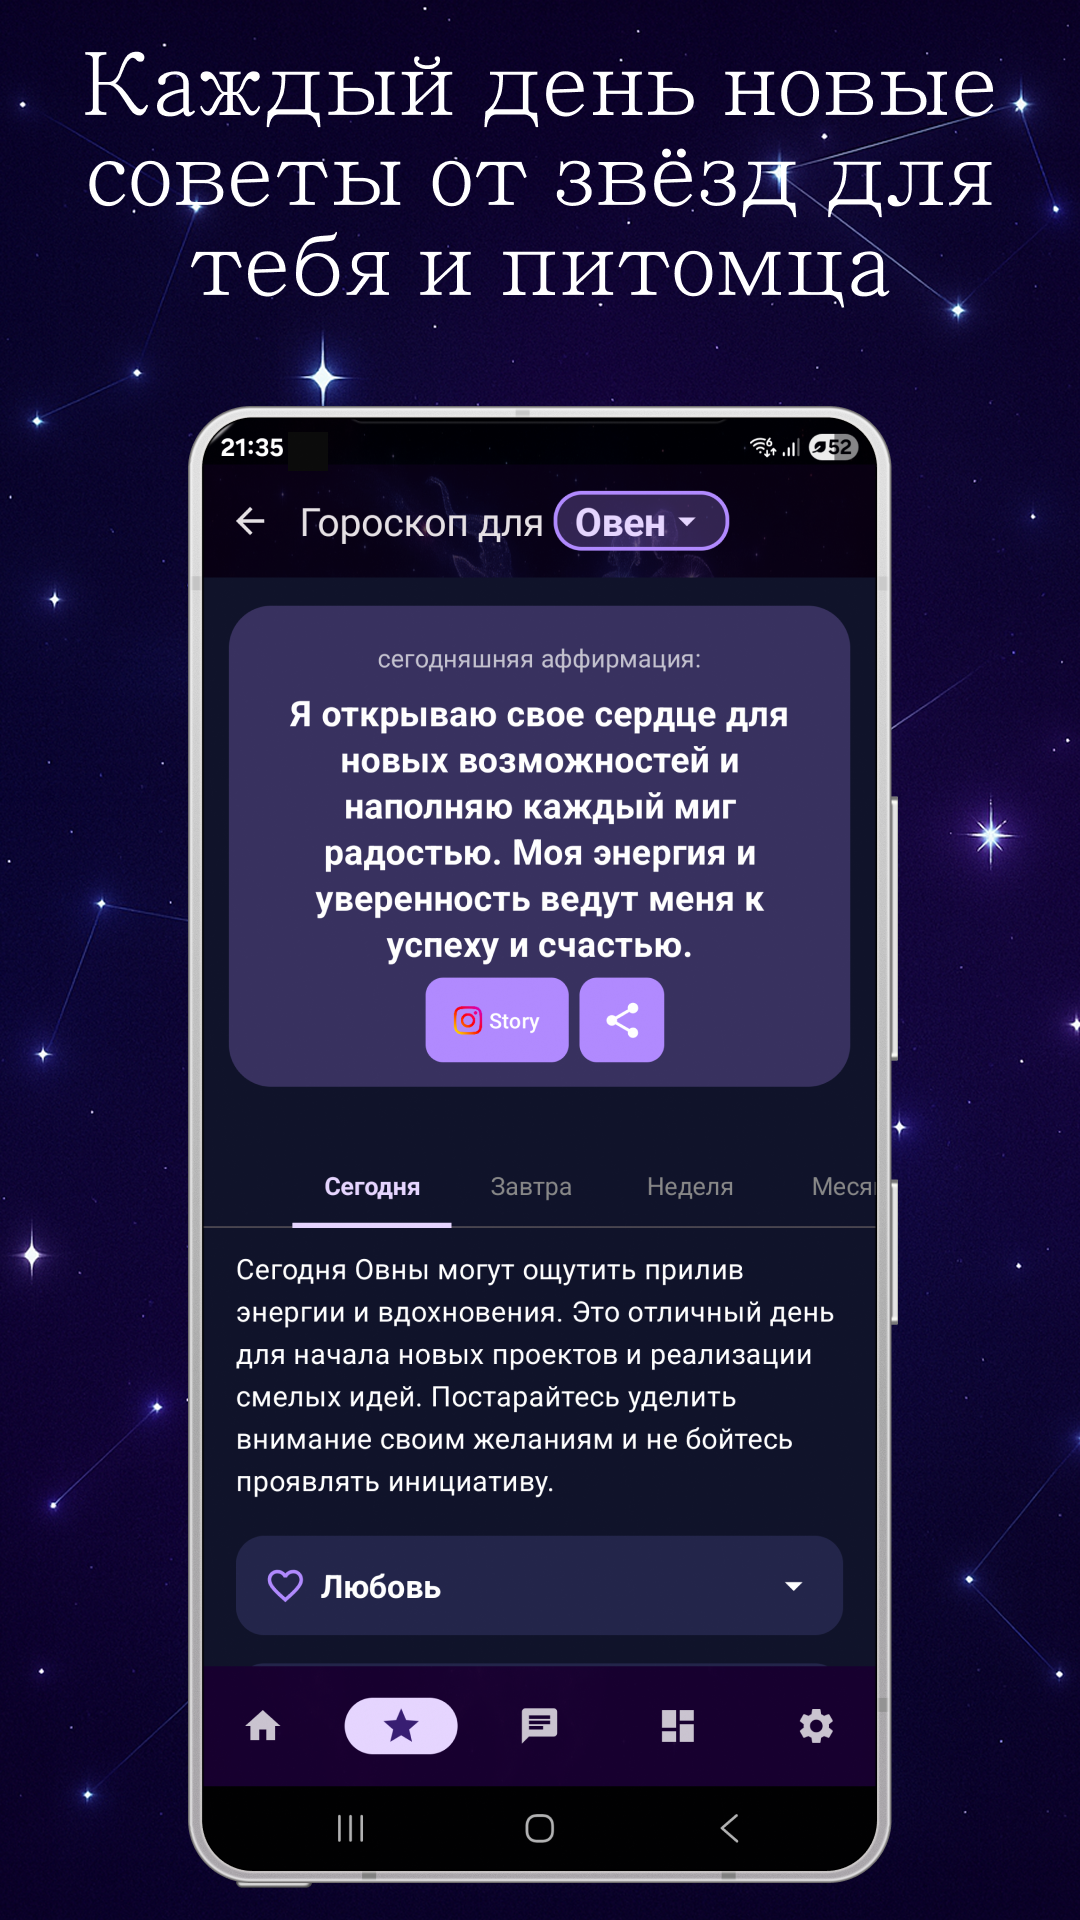 Каждый день новые
советы от звёзд для
тебя и питомца
21:35
6
52
Гороскоп для Овен
сегодняшняя аффирмация:
Я открываю свое сердце для
новых возможностей и
наполняю каждый миг
радостью. Моя энергия и
уверенность ведут меня к
успеху и счастью.
Story
Сегодня Завтра Неделя Меся
Сегодня Овны могут ощутить прилив
энергии и вдохновения. Это отличный день
для начала новых проектов и реализации
смелых идей. Постарайтесь уделить
внимание своим желаниям и не бойтесь
проявлять инициативу.
Любовь